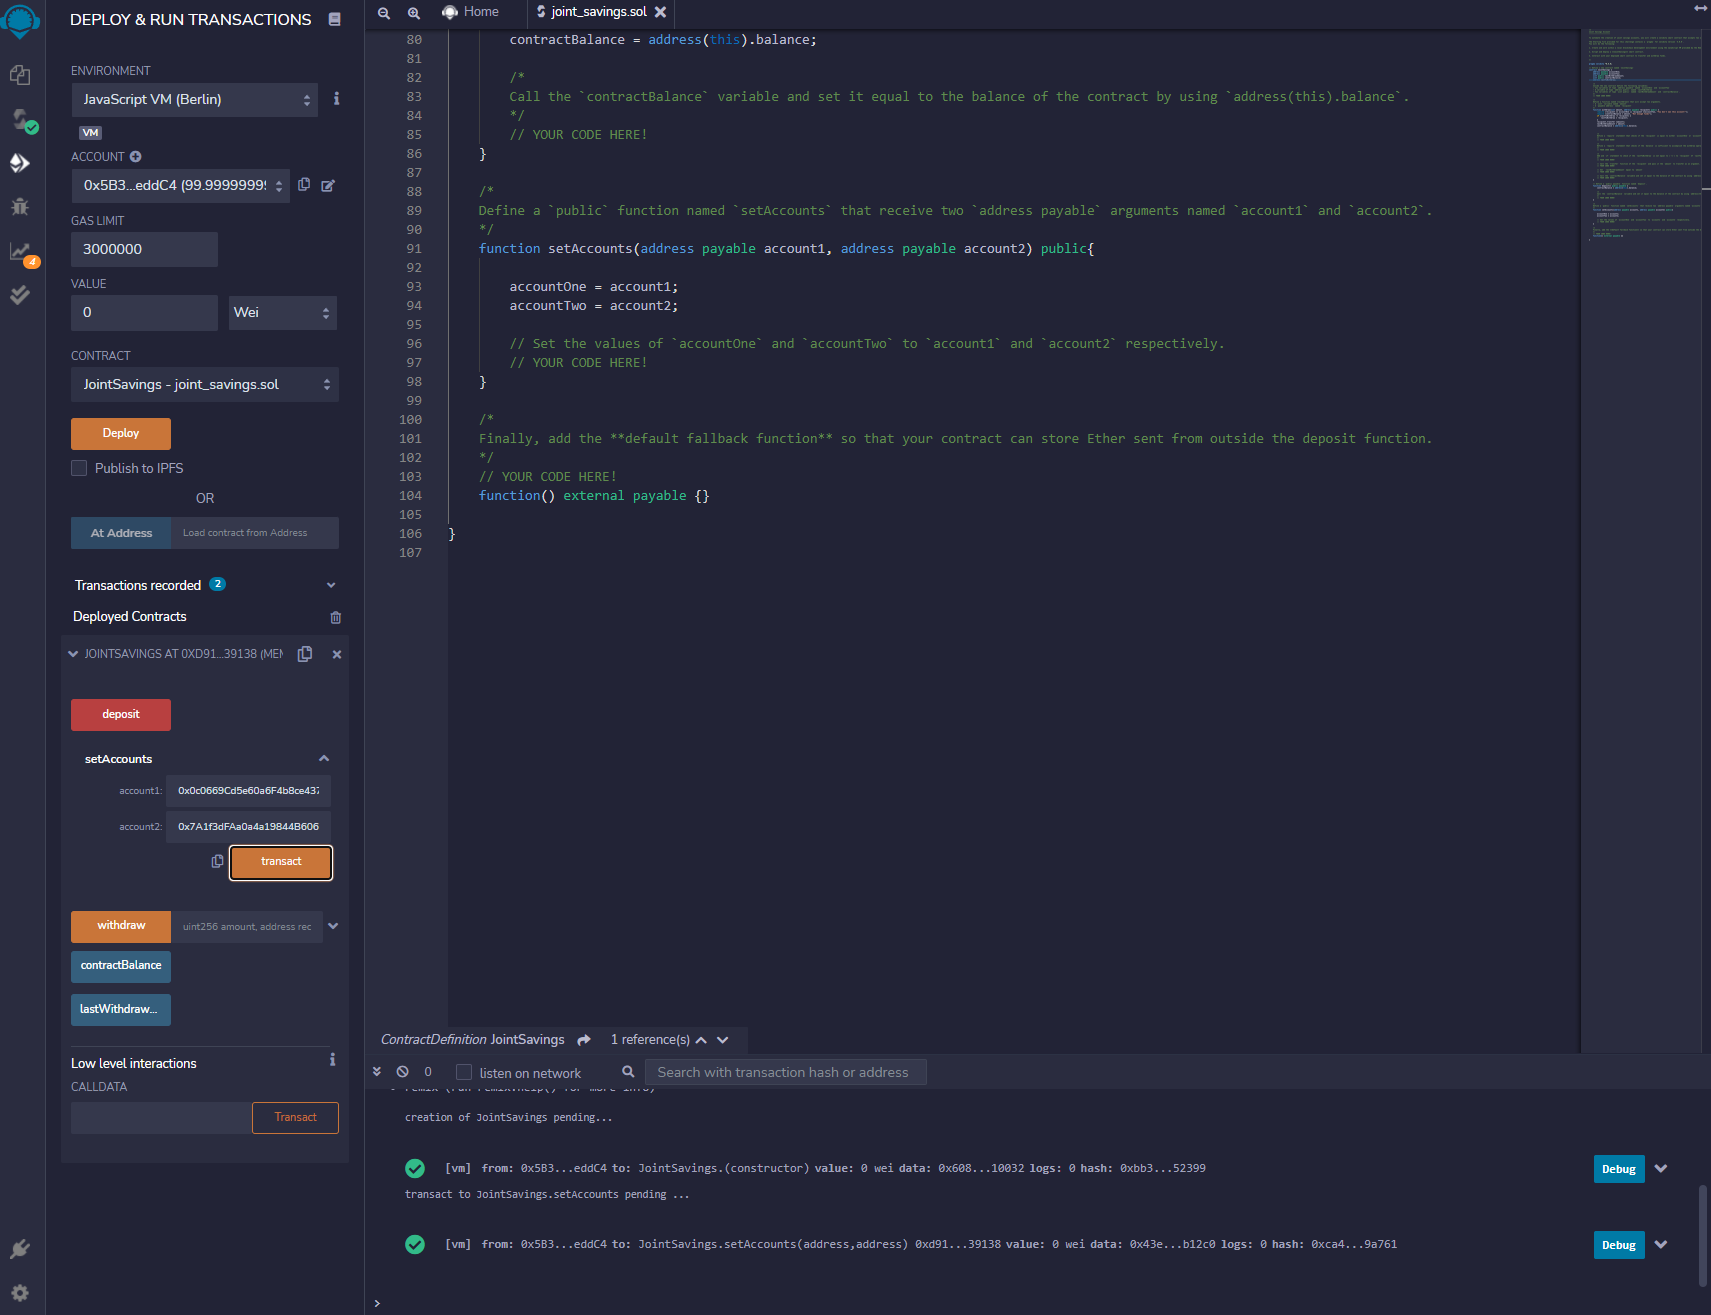 DEPLOY & RUN TRANSACTIONS
ENVIRONMENT
JavaScript VM (Berlin)
VM
ACCOUNT
0x5B3...eddC4 (99.9999999
GAS LIMIT
3000000
VALUE
0
Wei
CONTRACT
JointSavings - joint_savings.sol
Deploy
Publish to IPFS
OR
At Address
Load contract from Address
Transactions recorded 2
Deployed Contracts
JOINTSAVINGS AT 0XD91...39138 (MEM
deposit
setAccounts
account1: 0x0c0669Cd5e60a6F4b8ce437
account2: 0x7A1f3dFAa0a4a19844B606
transact
withdraw
uint256 amount, address rec
contractBalance
lastWithdraw...
Low level interactions
CALLDATA
Transact
4
Home
joint_savings.sol
80 contractBalance = address(this).balance;
81
82 /*
83 Call the `contractBalance` variable and set it equal to the balance of the contract by using `address(this).balance`.
84 */
85 // YOUR CODE HERE!
86 }
87
88 /*
89 Define a `public` function named `setAccounts` that receive two `address payable` arguments named `account1` and `account2`.
90 */
91 function setAccounts(address payable account1, address payable account2) public{
92
93 accountOne = account1;
94 accountTwo = account2;
95
96 // Set the values of `accountOne` and `accountTwo` to `account1` and `account2` respectively.
97 // YOUR CODE HERE!
98 }
99
100 /*
101 Finally, add the **default fallback function** so that your contract can store Ether sent from outside the deposit function.
102 */
103 // YOUR CODE HERE!
104 function() external payable {}
105
106 }
107
ContractDefinition JointSavings 1 reference(s)
0
listen on network
Search with transaction hash or address
remix (run remix.help() for more info)
creation of JointSavings pending...
[vm] from: 0x5B3...eddC4 to: JointSavings.(constructor) value: 0 wei data: 0x608...10032 logs: 0 hash: 0xbb3...52399
Debug
transact to JointSavings.setAccounts pending ...
[vm] from: 0x5B3...eddC4 to: JointSavings.setAccounts(address,address) 0xd91...39138 value: 0 wei data: 0x43e...b12c0 logs: 0 hash: 0xca4...9a761
Debug
>